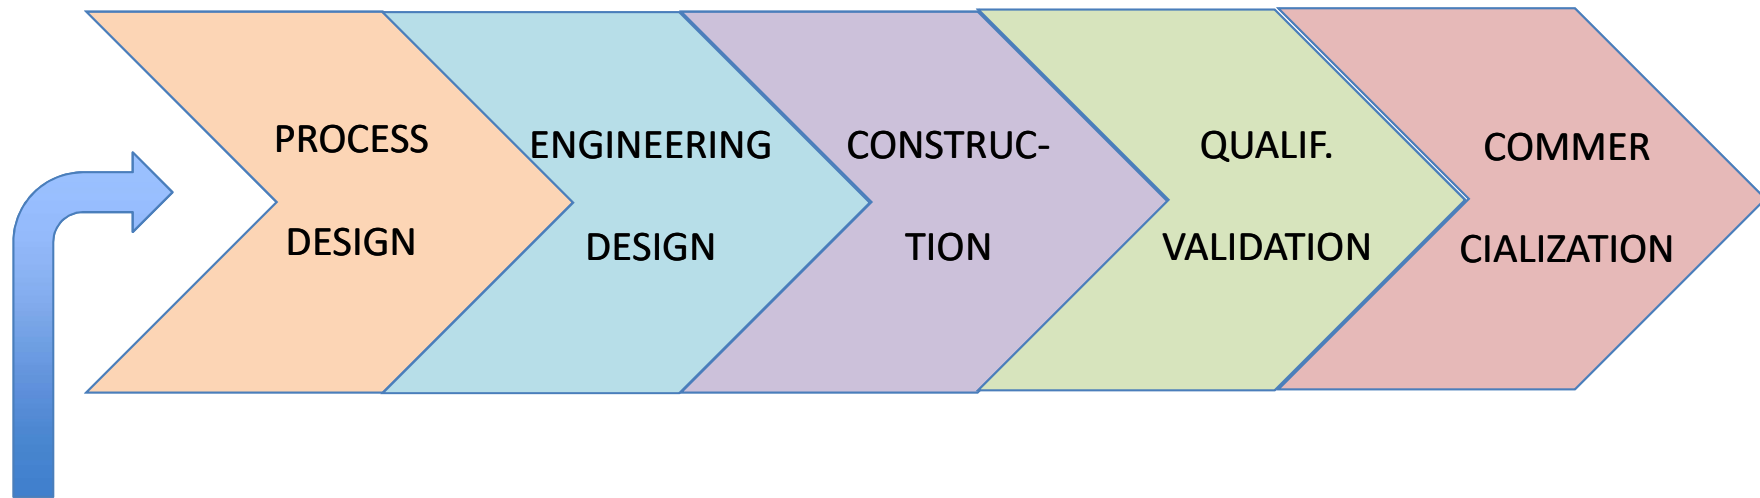 PROCESS
DESIGN
ENGINEERING
DESIGN
CONSTRUC-
TION
QUALIF.
VALIDATION
COMMER
CIALIZATION